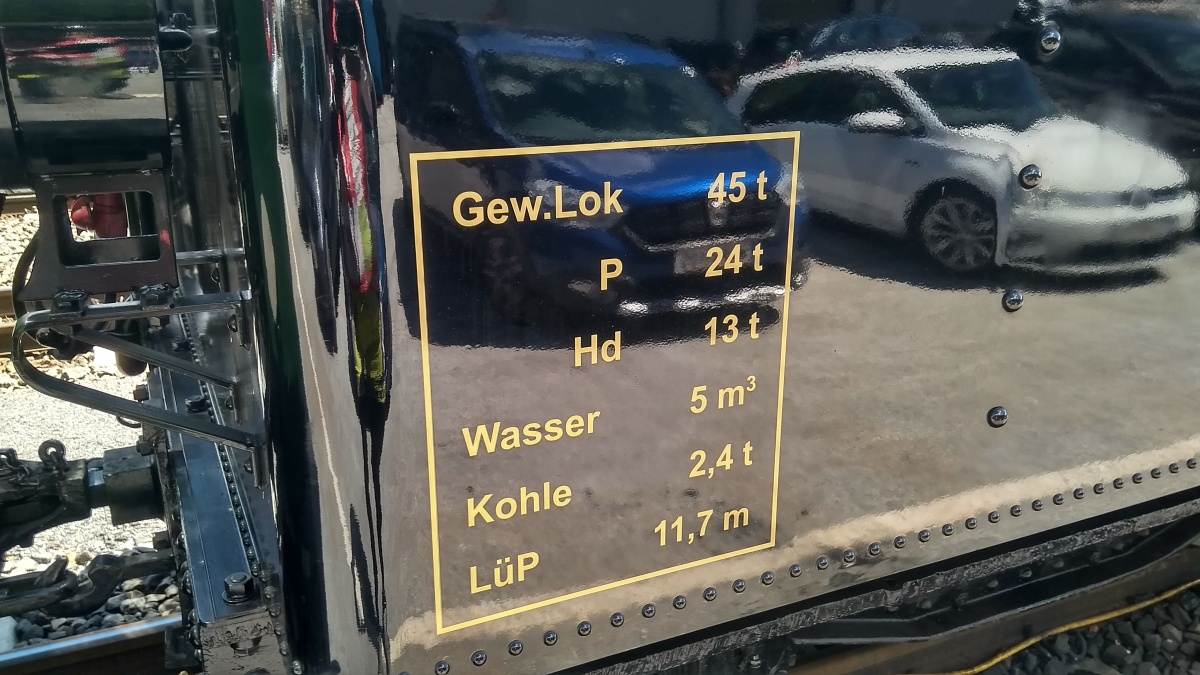 Gew.Lok 45 t
P 24 t
Hd 13 t
Wasser 5 m³
Kohle 2,4 t
LüP 11,7 m